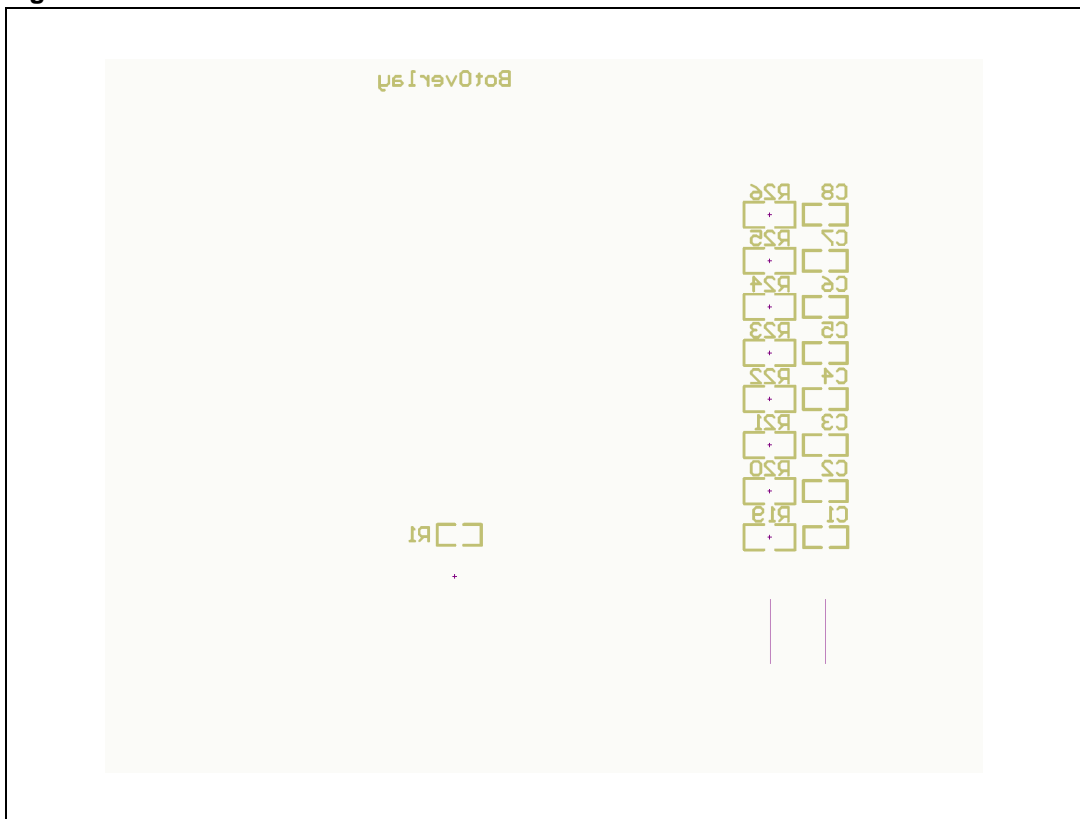 BotOverlay
R26 C8
R25 C7
R24 C6
R23 C5
R22 C4
R21 C3
R20 C2
R19 C1
R1